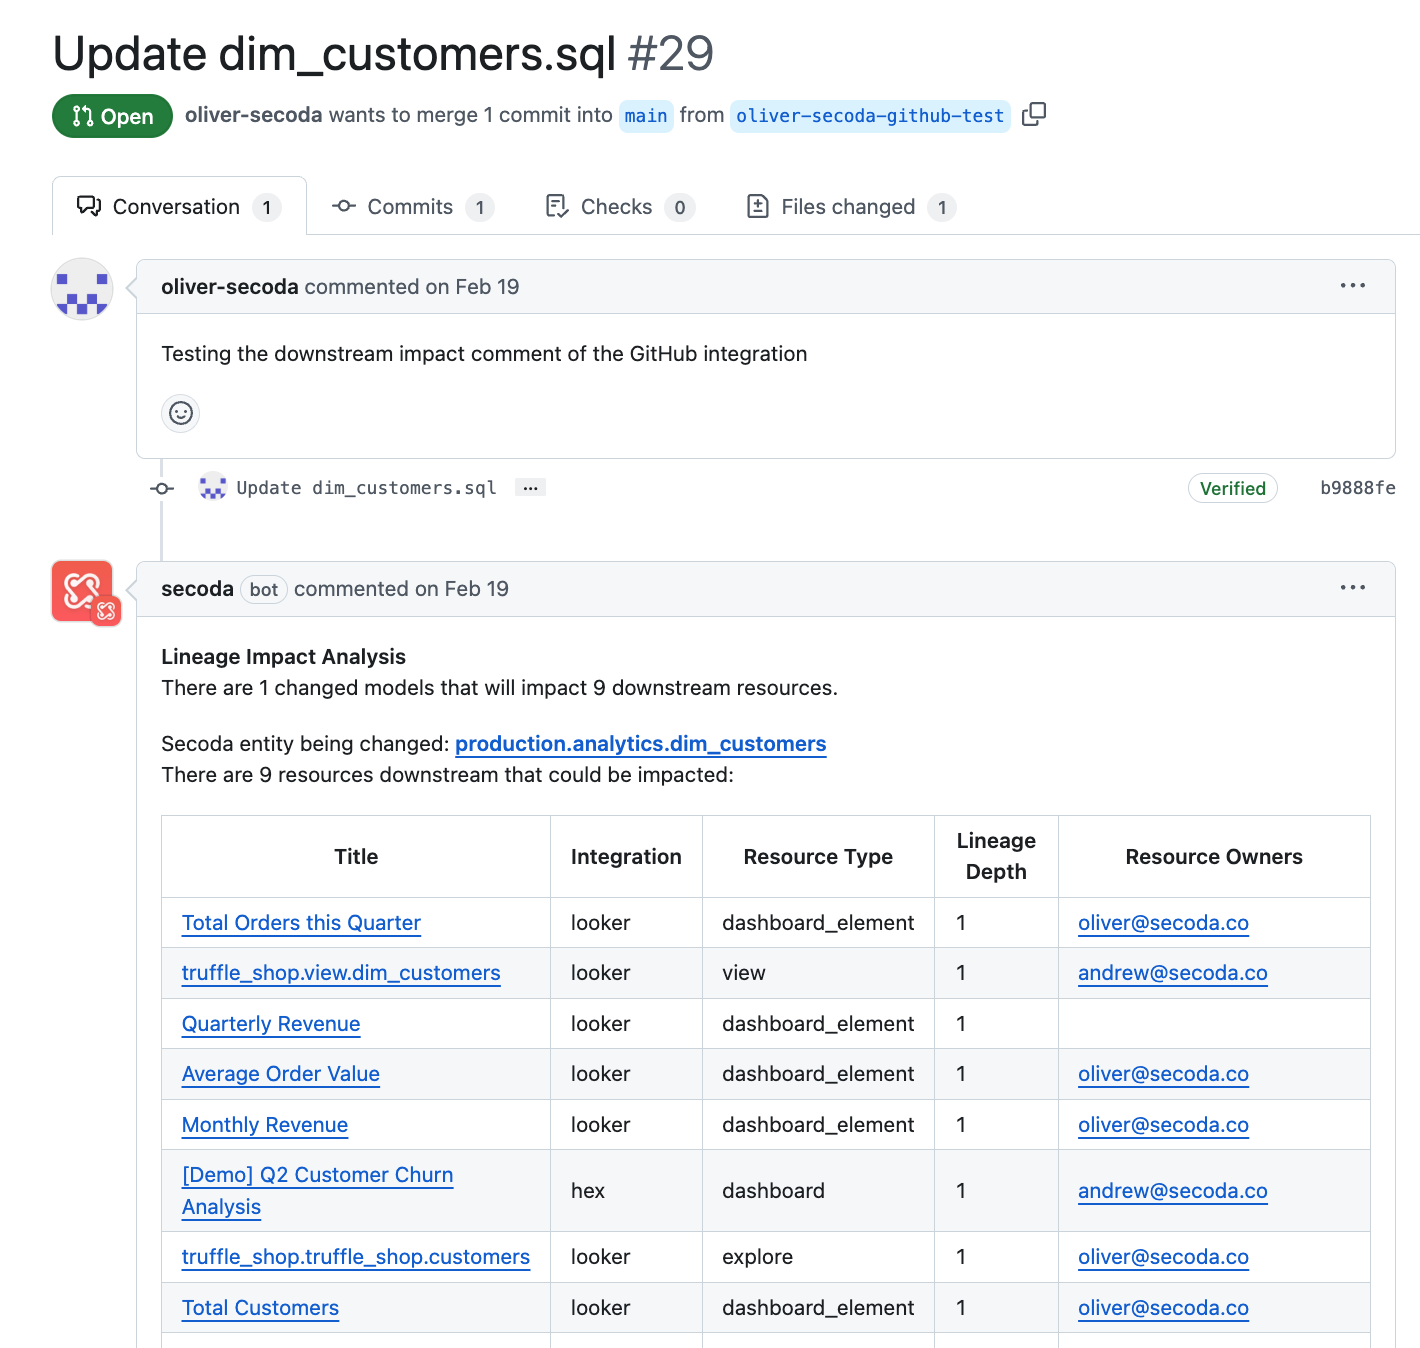 Update dim_customers.sql #29
Open oliver-secoda wants to merge 1 commit into main from oliver-secoda-github-test
Conversation 1 Commits 1 Checks 0 Files changed 1
oliver-secoda commented on Feb 19
Testing the downstream impact comment of the GitHub integration
Update dim_customers.sql ... Verified b9888fe
secoda bot commented on Feb 19
Lineage Impact Analysis
There are 1 changed models that will impact 9 downstream resources.
Secoda entity being changed: production.analytics.dim_customers
There are 9 resources downstream that could be impacted:
Title Integration Resource Type Lineage Depth Resource Owners
Total Orders this Quarter looker dashboard_element 1 oliver@secoda.co
truffle_shop.view.dim_customers looker view 1 andrew@secoda.co
Quarterly Revenue looker dashboard_element 1
Average Order Value looker dashboard_element 1 oliver@secoda.co
Monthly Revenue looker dashboard_element 1 oliver@secoda.co
[Demo] Q2 Customer Churn Analysis hex dashboard 1 andrew@secoda.co
truffle_shop.truffle_shop.customers looker explore 1 oliver@secoda.co
Total Customers looker dashboard_element 1 oliver@secoda.co